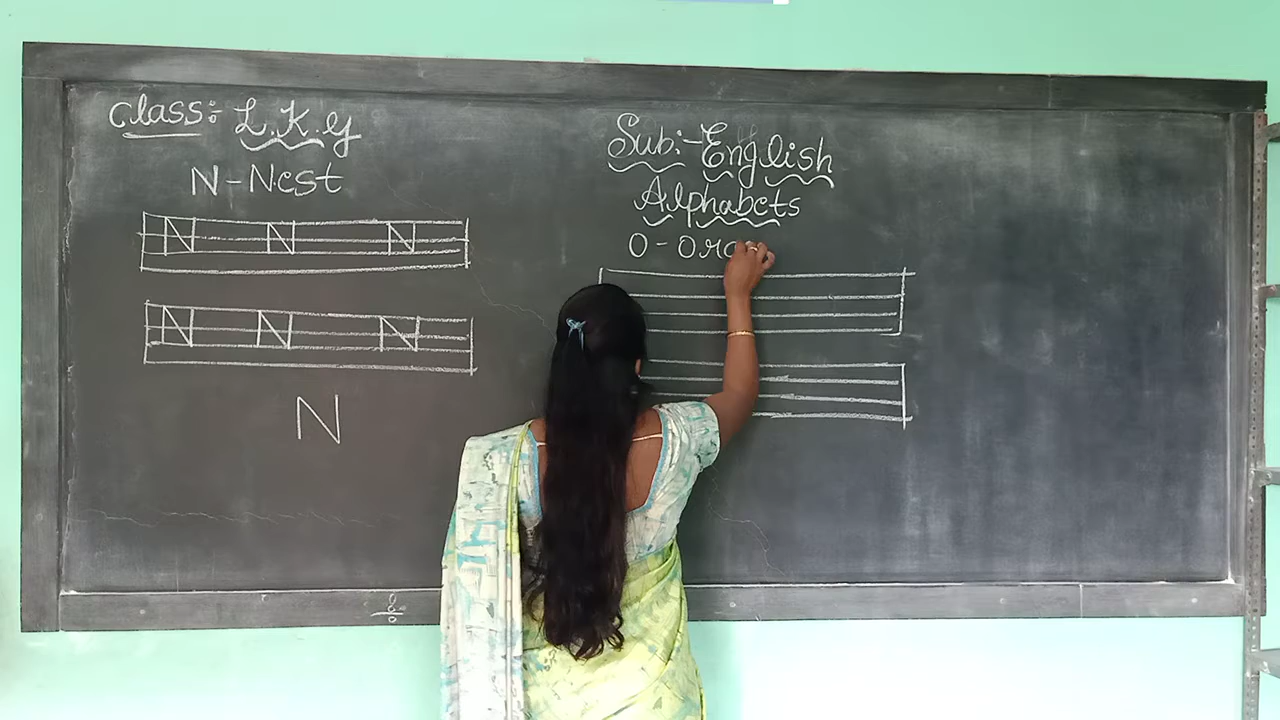 Class:- L.K.G
N - Nest
N N N
N N N
N
Sub:- English
Alphabets
O - Ora